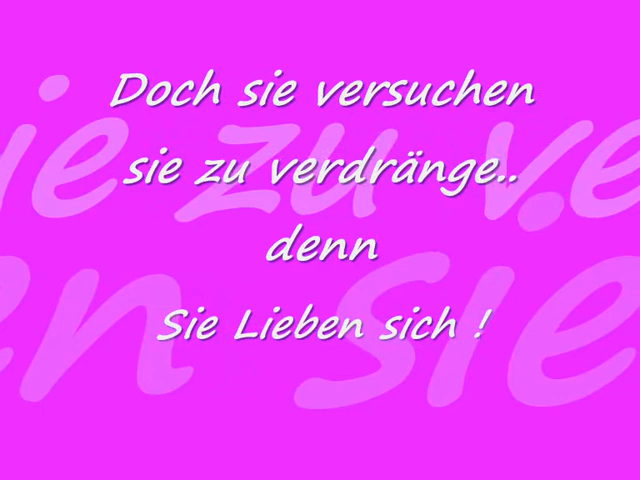 Doch sie versuchen
sie zu verdränge..
denn
Sie Lieben sich !